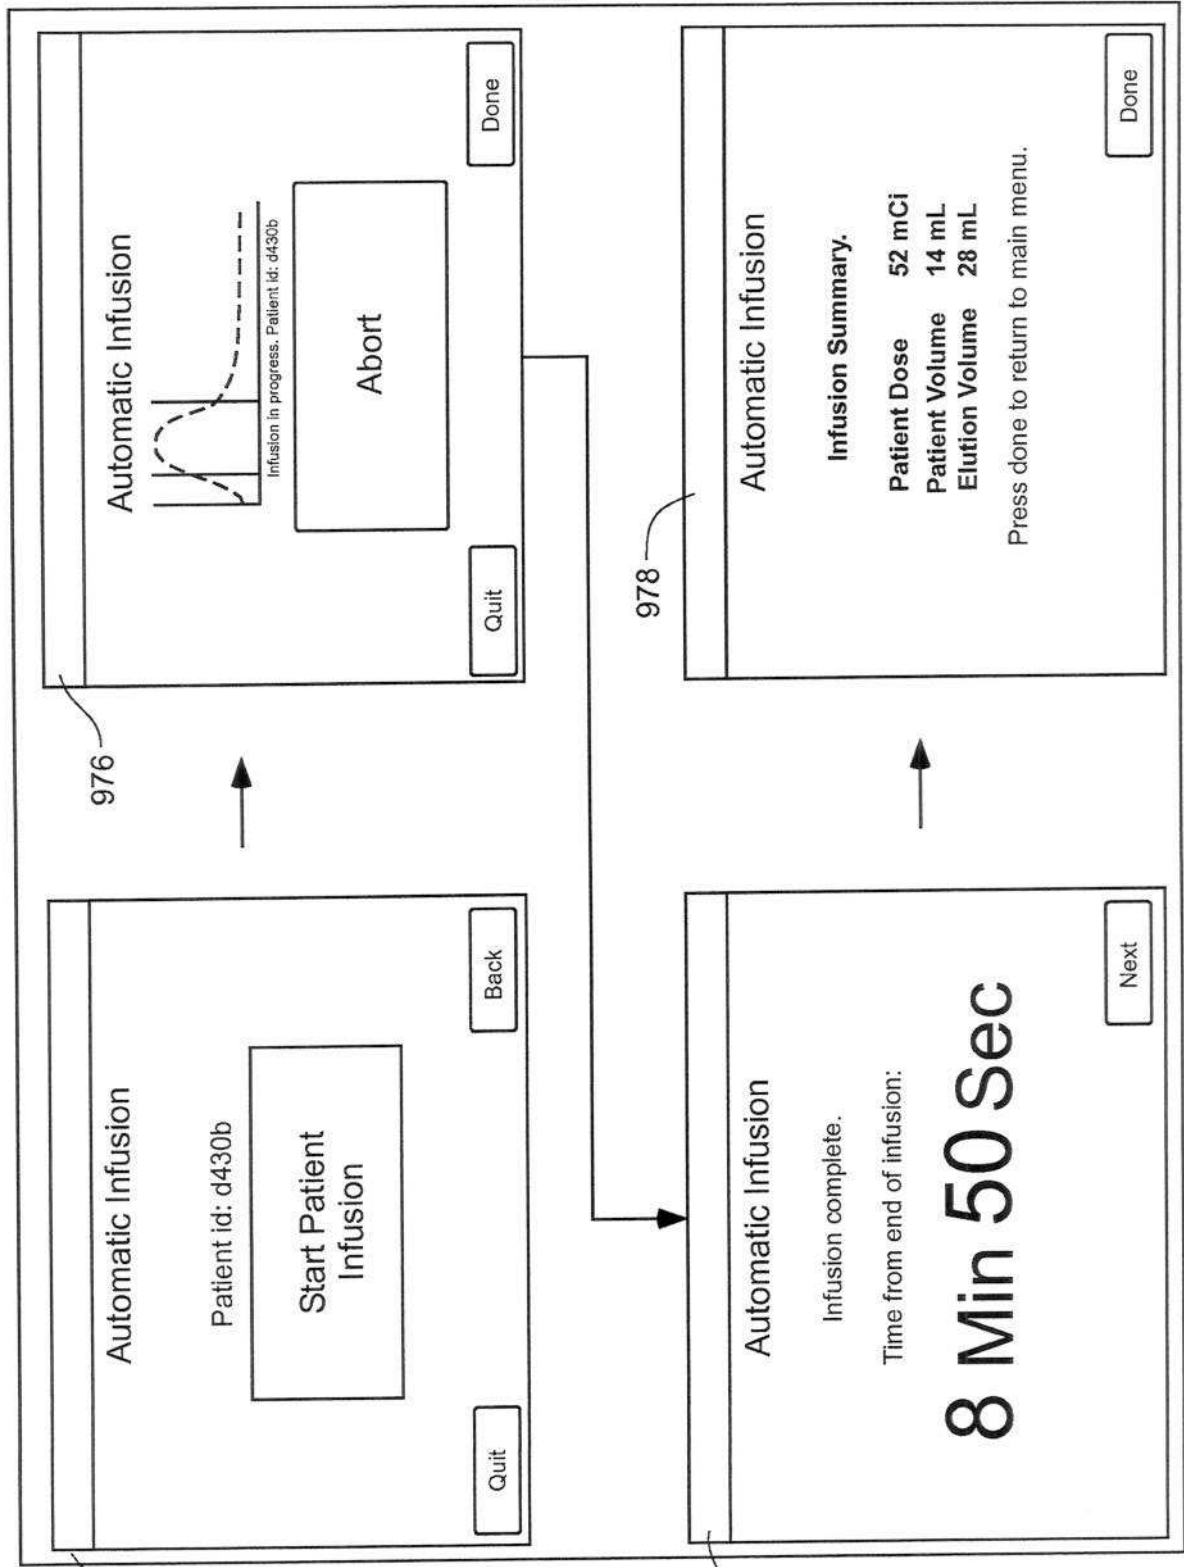 Automatic Infusion
Patient id: d430b
Start Patient
Infusion
Quit
Back
976
Automatic Infusion
Infusion in progress. Patient id: d430b
Abort
Quit
Done
Automatic Infusion
Infusion complete.
Time from end of infusion:
8 Min 50 Sec
Next
978
Automatic Infusion
Infusion Summary.
Patient Dose 52 mCi
Patient Volume 14 mL
Elution Volume 28 mL
Press done to return to main menu.
Done